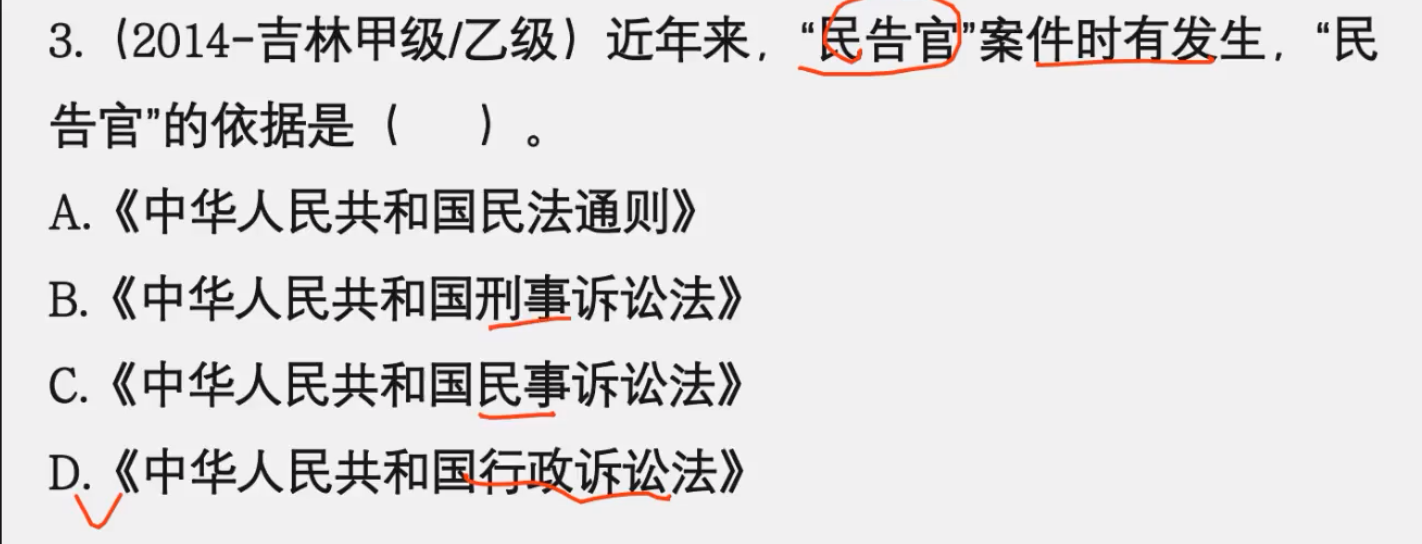 3.（2014-吉林甲级/乙级）近年来，“民告官”案件时有发生，“民
告官”的依据是（    ）。
A.《中华人民共和国民法通则》
B.《中华人民共和国刑事诉讼法》
C.《中华人民共和国民事诉讼法》
D.《中华人民共和国行政诉讼法》